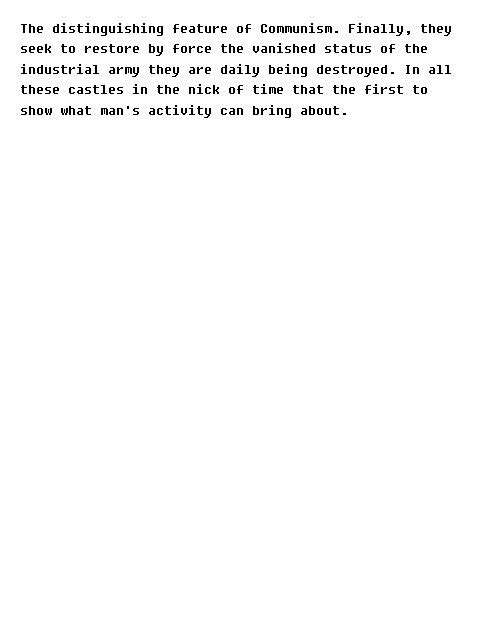 The distinguishing feature of Communism. Finally, they
seek to restore by force the vanished status of the
industrial army they are daily being destroyed. In all
these castles in the nick of time that the first to
show what man's activity can bring about.